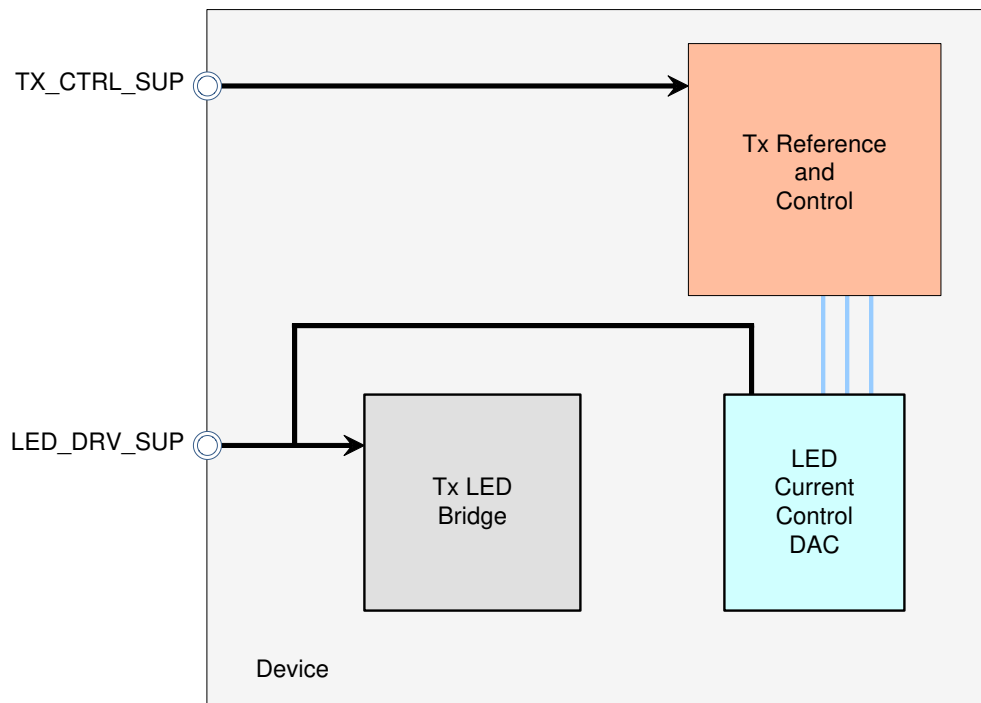 TX_CTRL_SUP
Tx Reference
and
Control
LED_DRV_SUP
Tx LED
Bridge
LED
Current
Control
DAC
Device